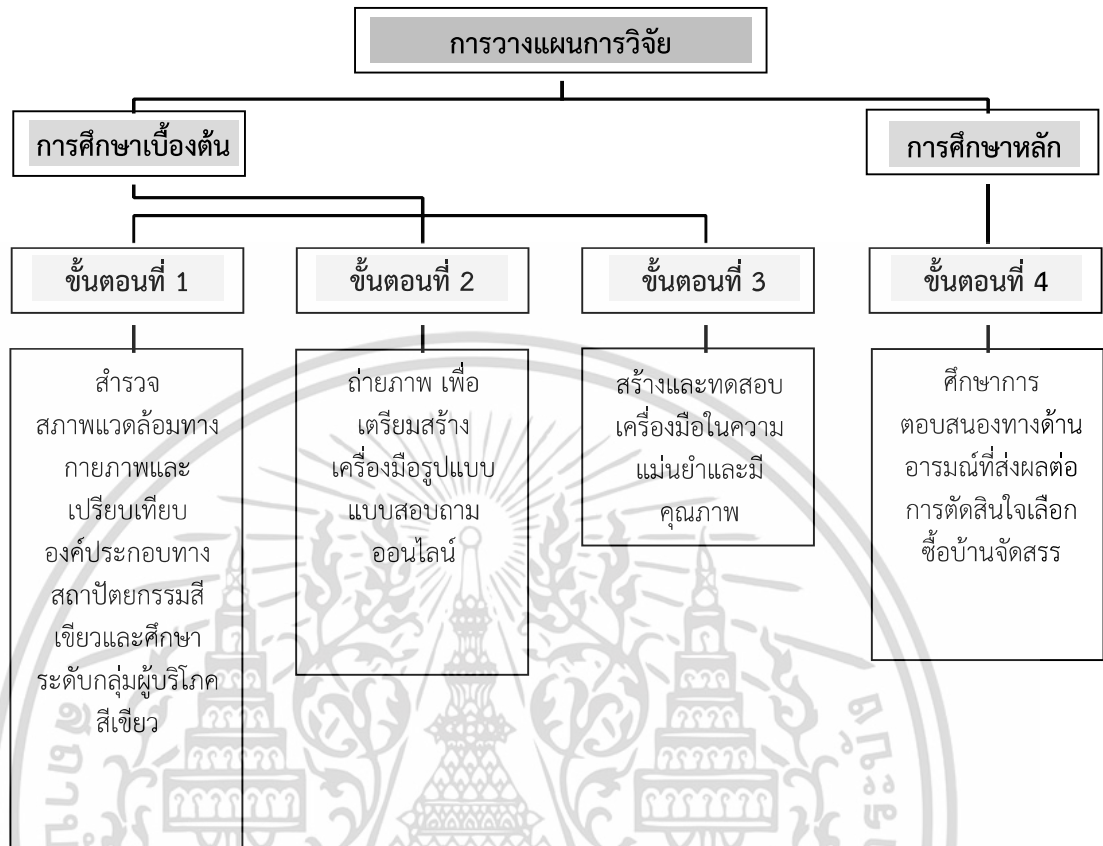 การวางแผนการวิจัย
การศึกษาเบื้องต้น
การศึกษาหลัก
ขั้นตอนที่ 1
ขั้นตอนที่ 2
ขั้นตอนที่ 3
ขั้นตอนที่ 4
สำรวจ
สภาพแวดล้อมทาง
กายภาพและ
เปรียบเทียบ
องค์ประกอบทาง
สถาปัตยกรรมสี
เขียวและศึกษา
ระดับกลุ่มผู้บริโภค
สีเขียว
ถ่ายภาพ เพื่อ
เตรียมสร้าง
เครื่องมือรูปแบบ
แบบสอบถาม
ออนไลน์
สร้างและทดสอบ
เครื่องมือในความ
แม่นยำและมี
คุณภาพ
ศึกษาการ
ตอบสนองทางด้าน
อารมณ์ที่ส่งผลต่อ
การตัดสินใจเลือก
ซื้อบ้านจัดสรร